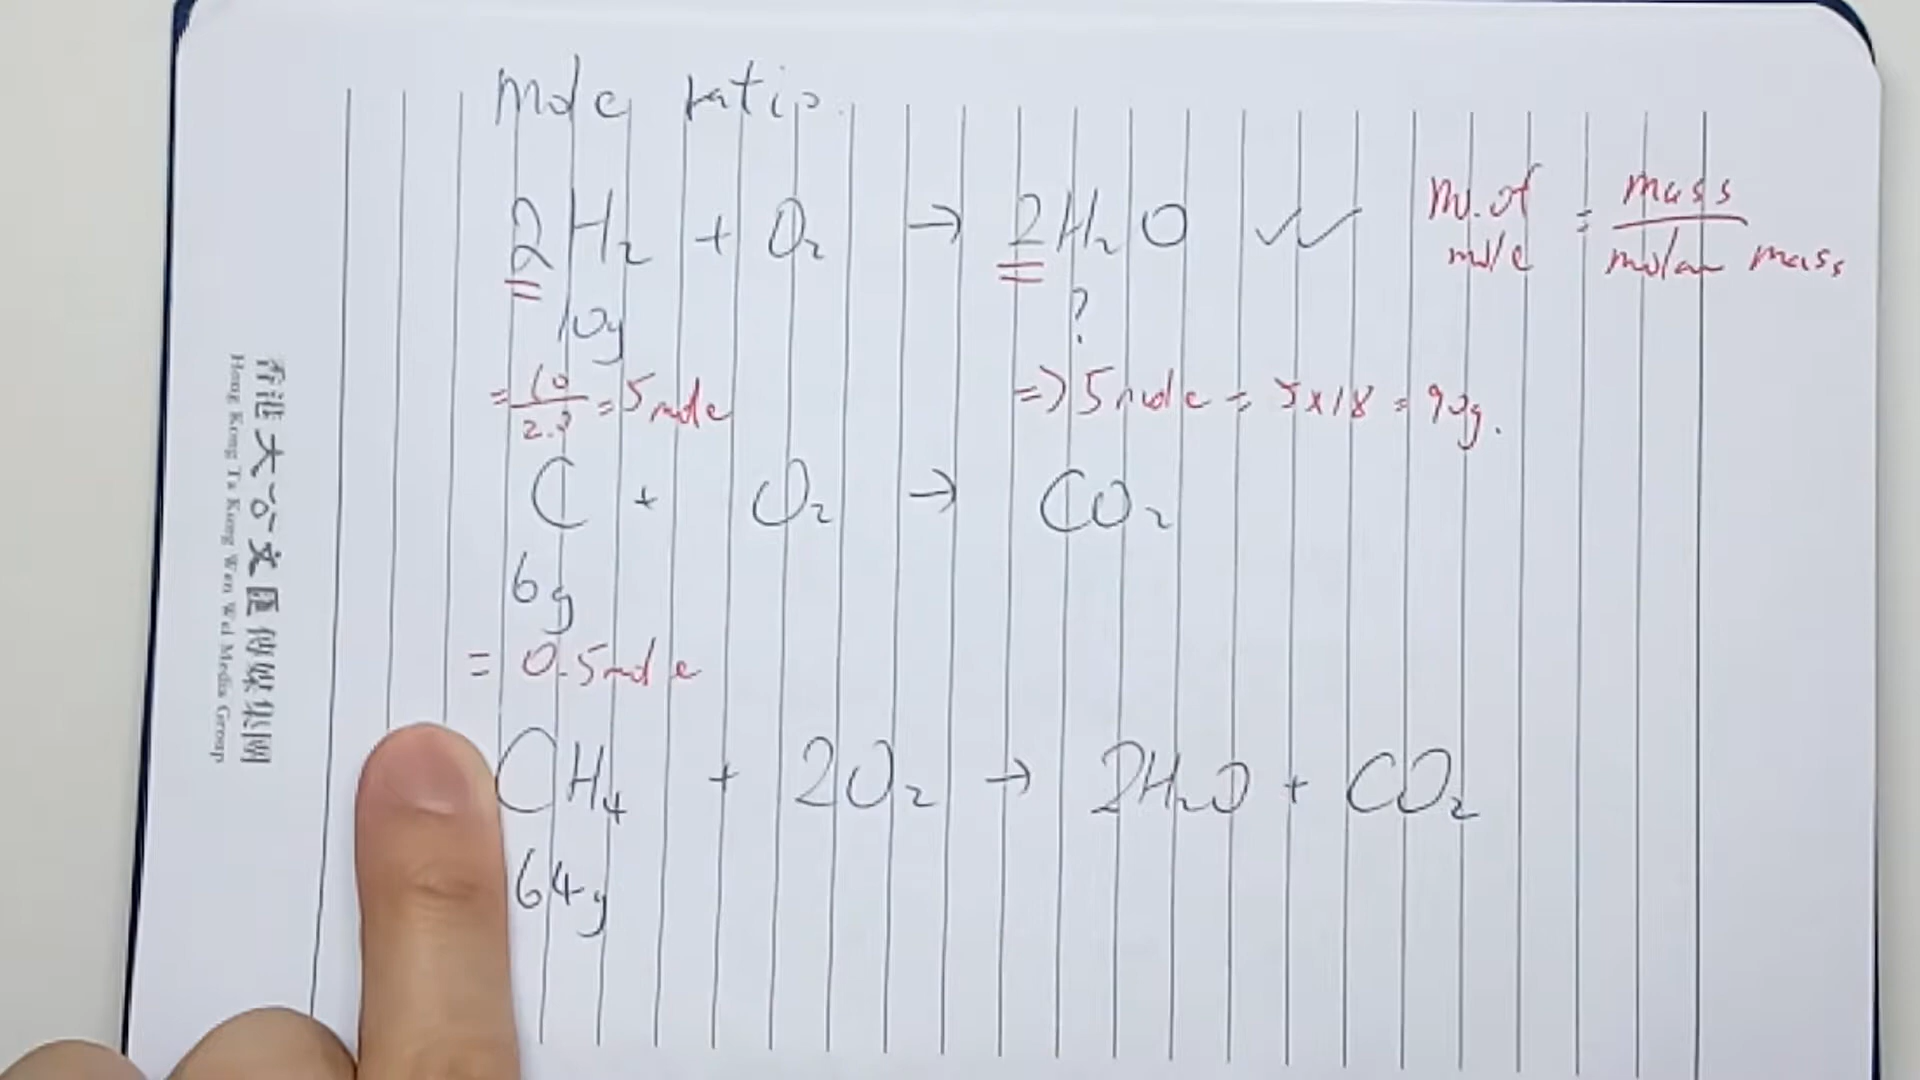 mole ratio.
2H₂ + O₂ → 2H₂O ✓✓
no. of mole = mass / molar mass
10g ?
= 10/2.0 = 5 mole => 5 mole = 5 x 18 = 90g.
C + O₂ → CO₂
6g
= 0.5 mole
CH₄ + 2O₂ → 2H₂O + CO₂
64g
香港大公文匯傳媒集團
Hong Kong Ta Kung Wen Wei Media Group